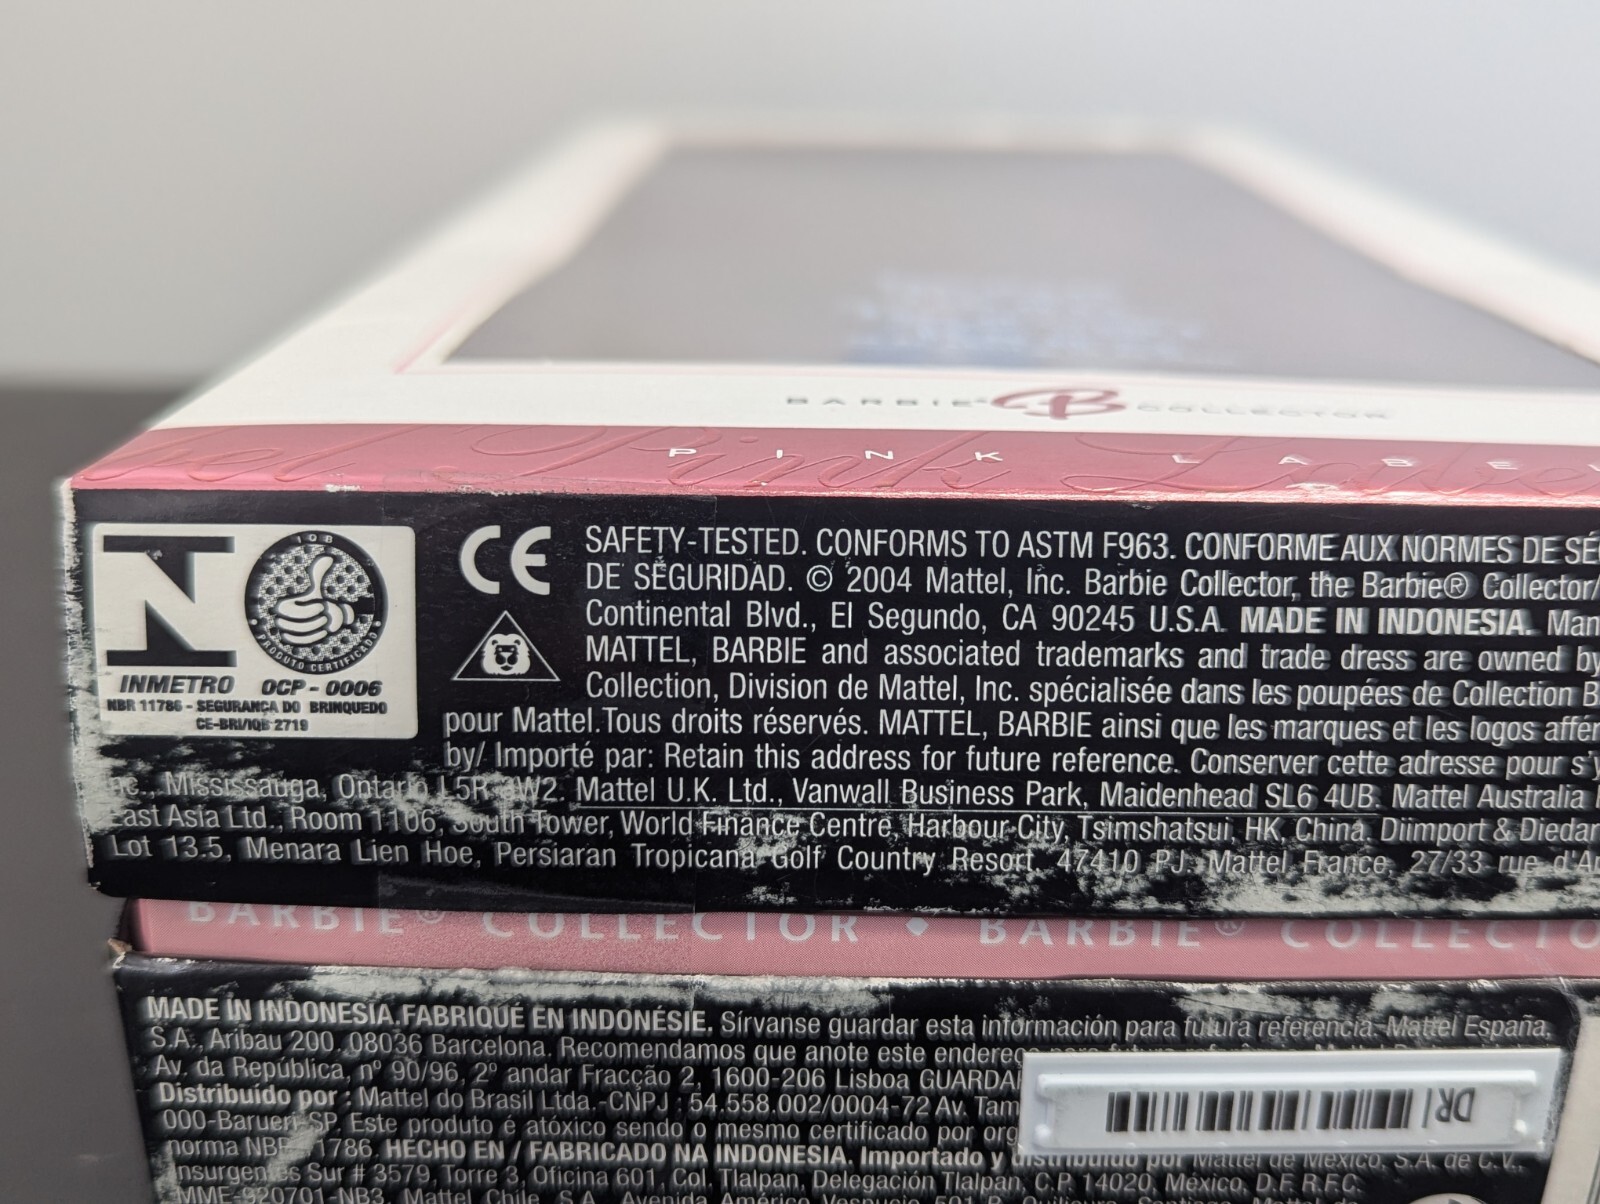 BARBIE® B COLLECTOR
PINK LABEL
INMETRO OCP - 0006
IQB
PRODUTO CERTIFICADO
NBR 11786 - SEGURANÇA DO BRINQUEDO
CE-BRI/IQB 2719
CE
SAFETY-TESTED. CONFORMS TO ASTM F963. CONFORME AUX NORMES DE SÉ
DE SÉGURIDAD. © 2004 Mattel, Inc. Barbie Collector, the Barbie® Collector/
Continental Blvd., El Segundo, CA 90245 U.S.A. MADE IN INDONESIA. Man
MATTEL, BARBIE and associated trademarks and trade dress are owned by
Collection, Division de Mattel, Inc. spécialisée dans les poupées de Collection B
pour Mattel.Tous droits réservés. MATTEL, BARBIE ainsi que les marques et les logos affér
by/ Importé par: Retain this address for future reference. Conserver cette adresse pour s'y
Inc., Mississauga, Ontario L5R 3W2. Mattel U.K. Ltd., Vanwall Business Park, Maidenhead SL6 4UB. Mattel Australia
East Asia Ltd., Room 1106, South Tower, World Finance Centre, Harbour City, Tsimshatsui, HK, China. Diimport & Diedar
Lot 13.5, Menara Lien Hoe, Persiaran Tropicana Golf Country Resort, 47410 PJ. Mattel France, 27/33 rue d'A
BARBIE® COLLECTOR ◆ BARBIE® COLLECTO
MADE IN INDONESIA.FABRIQUÉ EN INDONÉSIE. Sírvanse guardar esta información para futura referencia. Mattel España,
S.A., Aribau 200, 08036 Barcelona. Recomendamos que anote este endereço
Av. da República, nº 90/96, 2º andar Fracção 2, 1600-206 Lisboa GUARDA
Distribuído por : Mattel do Brasil Ltda.-CNPJ : 54.558.002/0004-72 Av. Tam
000-Barueri-SP. Este produto é atóxico sendo o mesmo certificado por org
norma NBR 11786. HECHO EN / FABRICADO NA INDONESIA. Importado y distribuido por Mattel de México, S.A. de C.V.,
Insurgentes Sur # 3579, Torre 3, Oficina 601, Col. Tlalpan, Delegación Tlalpan, C.P. 14020, México, D.F. R.F.C.
MME-920701-NB3. Mattel Chile, S.A., Avenida Américo Vespucio 501-B, Quilicura, Santiago.
DR/